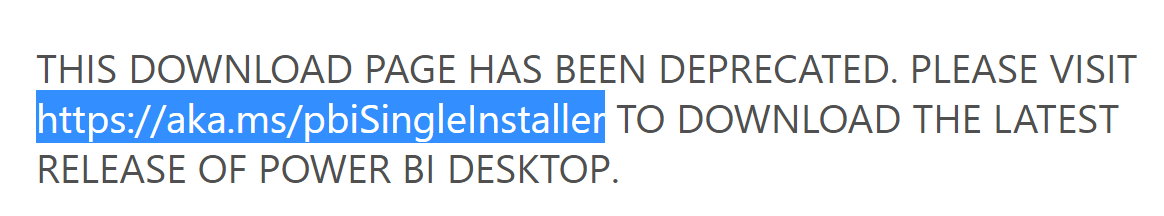 THIS DOWNLOAD PAGE HAS BEEN DEPRECATED. PLEASE VISIT
https://aka.ms/pbiSingleInstaller TO DOWNLOAD THE LATEST
RELEASE OF POWER BI DESKTOP.